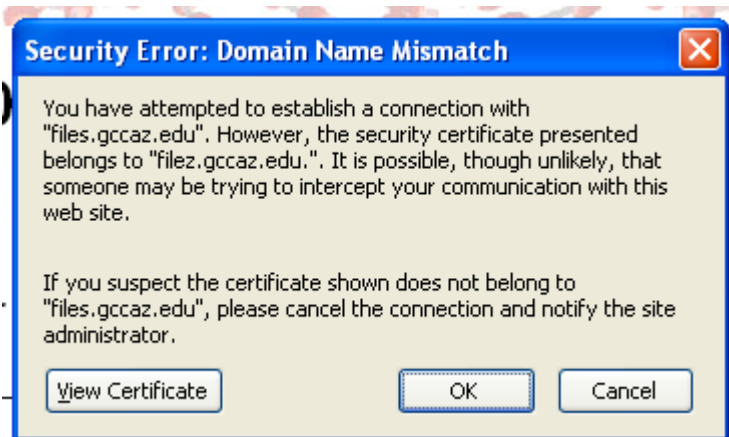 Security Error: Domain Name Mismatch
You have attempted to establish a connection with
"files.gccaz.edu". However, the security certificate presented
belongs to "filez.gccaz.edu.". It is possible, though unlikely, that
someone may be trying to intercept your communication with this
web site.
If you suspect the certificate shown does not belong to
"files.gccaz.edu", please cancel the connection and notify the site
administrator.
View Certificate
OK
Cancel